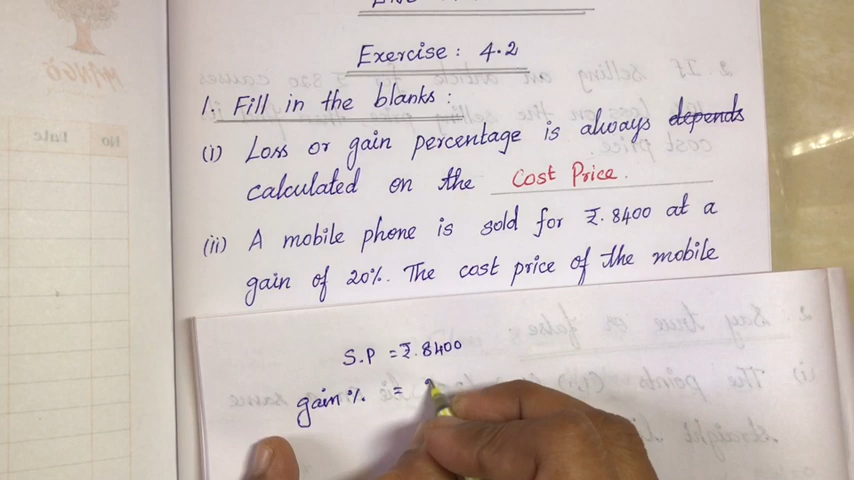 Exercise : 4.2
1. Fill in the blanks :
(i) Loss or gain percentage is always depends
calculated on the Cost Price.
(ii) A mobile phone is sold for ₹. 8400 at a
gain of 20%. The cost price of the mobile
S.P = ₹. 8400
gain % =